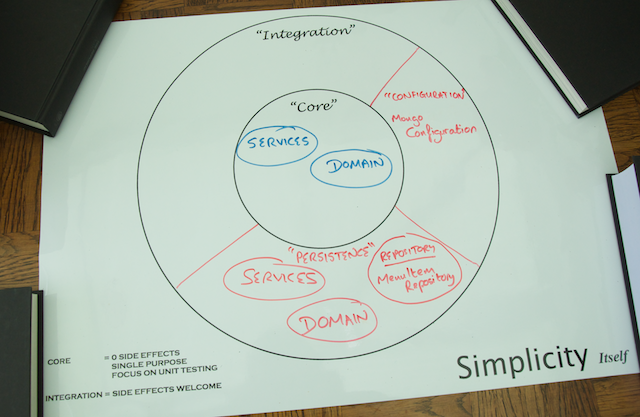 "Integration"
"Core"
SERVICES
DOMAIN
"CONFIGURATION"
Mongo
Configuration
"PERSISTENCE"
SERVICES
DOMAIN
REPOSITORY
MenuItem
Repository
CORE = 0 SIDE EFFECTS
SINGLE PURPOSE
FOCUS ON UNIT TESTING
INTEGRATION = SIDE EFFECTS WELCOME
Simplicity Itself